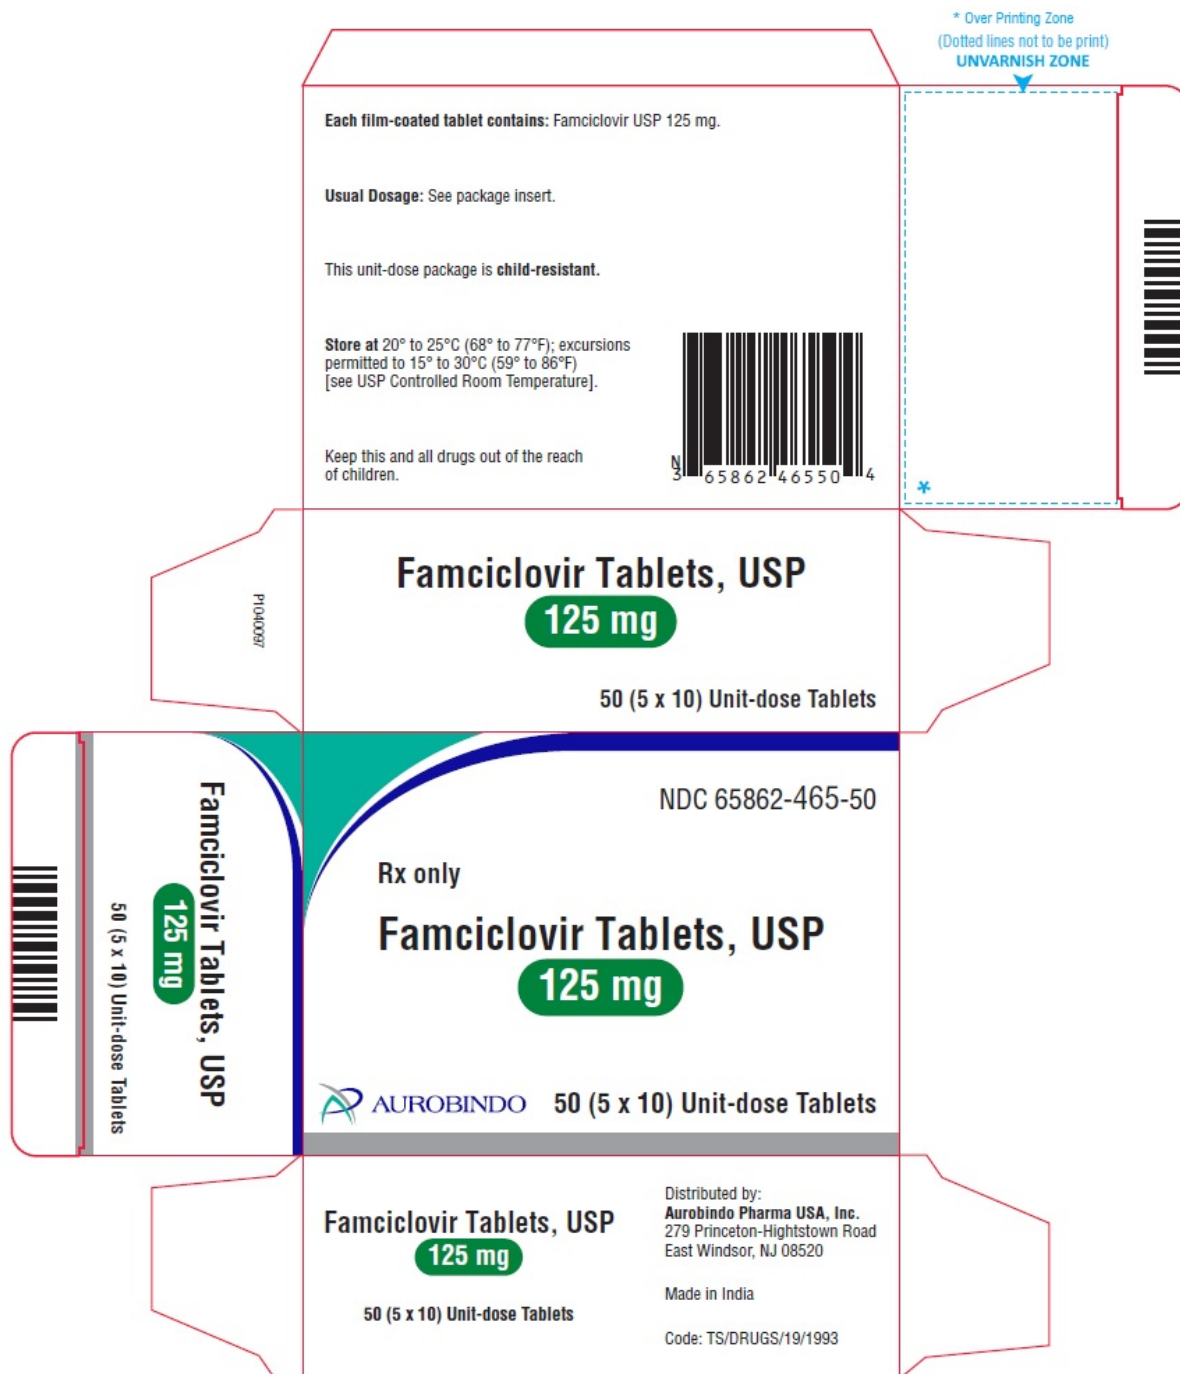 * Over Printing Zone
(Dotted lines not to be print)
UNVARNISH ZONE
Each film-coated tablet contains: Famciclovir USP 125 mg.
Usual Dosage: See package insert.
This unit-dose package is child-resistant.
Store at 20° to 25°C (68° to 77°F); excursions
permitted to 15° to 30°C (59° to 86°F)
[see USP Controlled Room Temperature].
Keep this and all drugs out of the reach
of children.
N
3 65862 46550 4
*
Famciclovir Tablets, USP
125 mg
50 (5 x 10) Unit-dose Tablets
P1040097
Famciclovir Tablets, USP
125 mg
50 (5 x 10) Unit-dose Tablets
NDC 65862-465-50
Rx only
Famciclovir Tablets, USP
125 mg
AUROBINDO
50 (5 x 10) Unit-dose Tablets
Famciclovir Tablets, USP
125 mg
50 (5 x 10) Unit-dose Tablets
Distributed by:
Aurobindo Pharma USA, Inc.
279 Princeton-Hightstown Road
East Windsor, NJ 08520
Made in India
Code: TS/DRUGS/19/1993